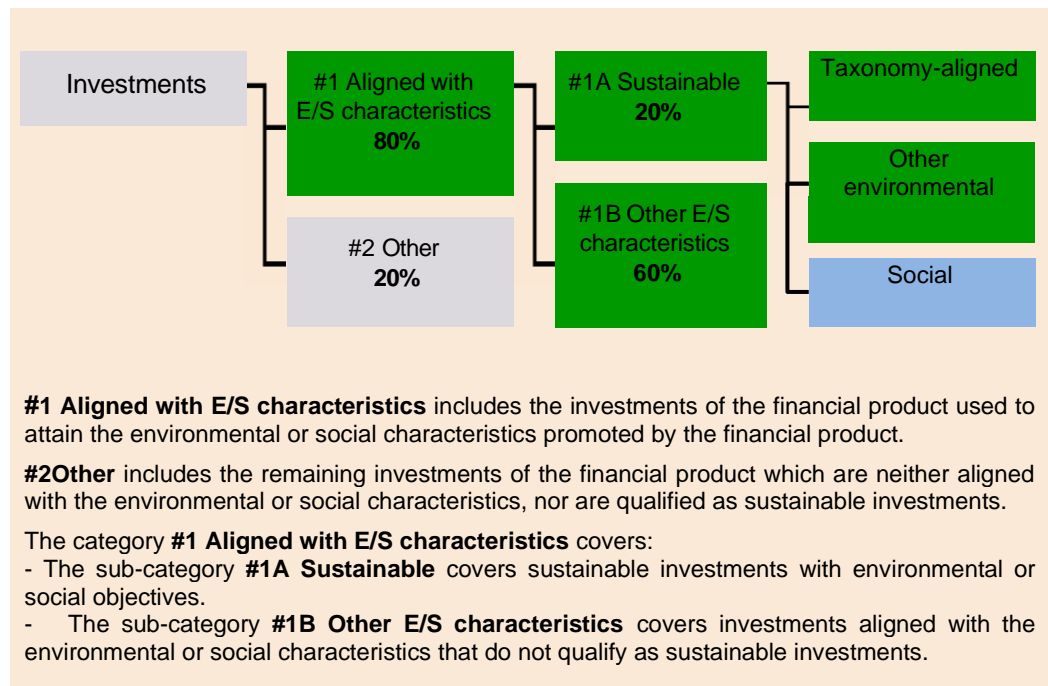 Investments
#1 Aligned with
E/S characteristics
80%
#2 Other
20%
#1A Sustainable
20%
#1B Other E/S
characteristics
60%
Taxonomy-aligned
Other
environmental
Social
#1 Aligned with E/S characteristics includes the investments of the financial product used to
attain the environmental or social characteristics promoted by the financial product.
#2Other includes the remaining investments of the financial product which are neither aligned
with the environmental or social characteristics, nor are qualified as sustainable investments.
The category #1 Aligned with E/S characteristics covers:
- The sub-category #1A Sustainable covers sustainable investments with environmental or
social objectives.
- The sub-category #1B Other E/S characteristics covers investments aligned with the
environmental or social characteristics that do not qualify as sustainable investments.